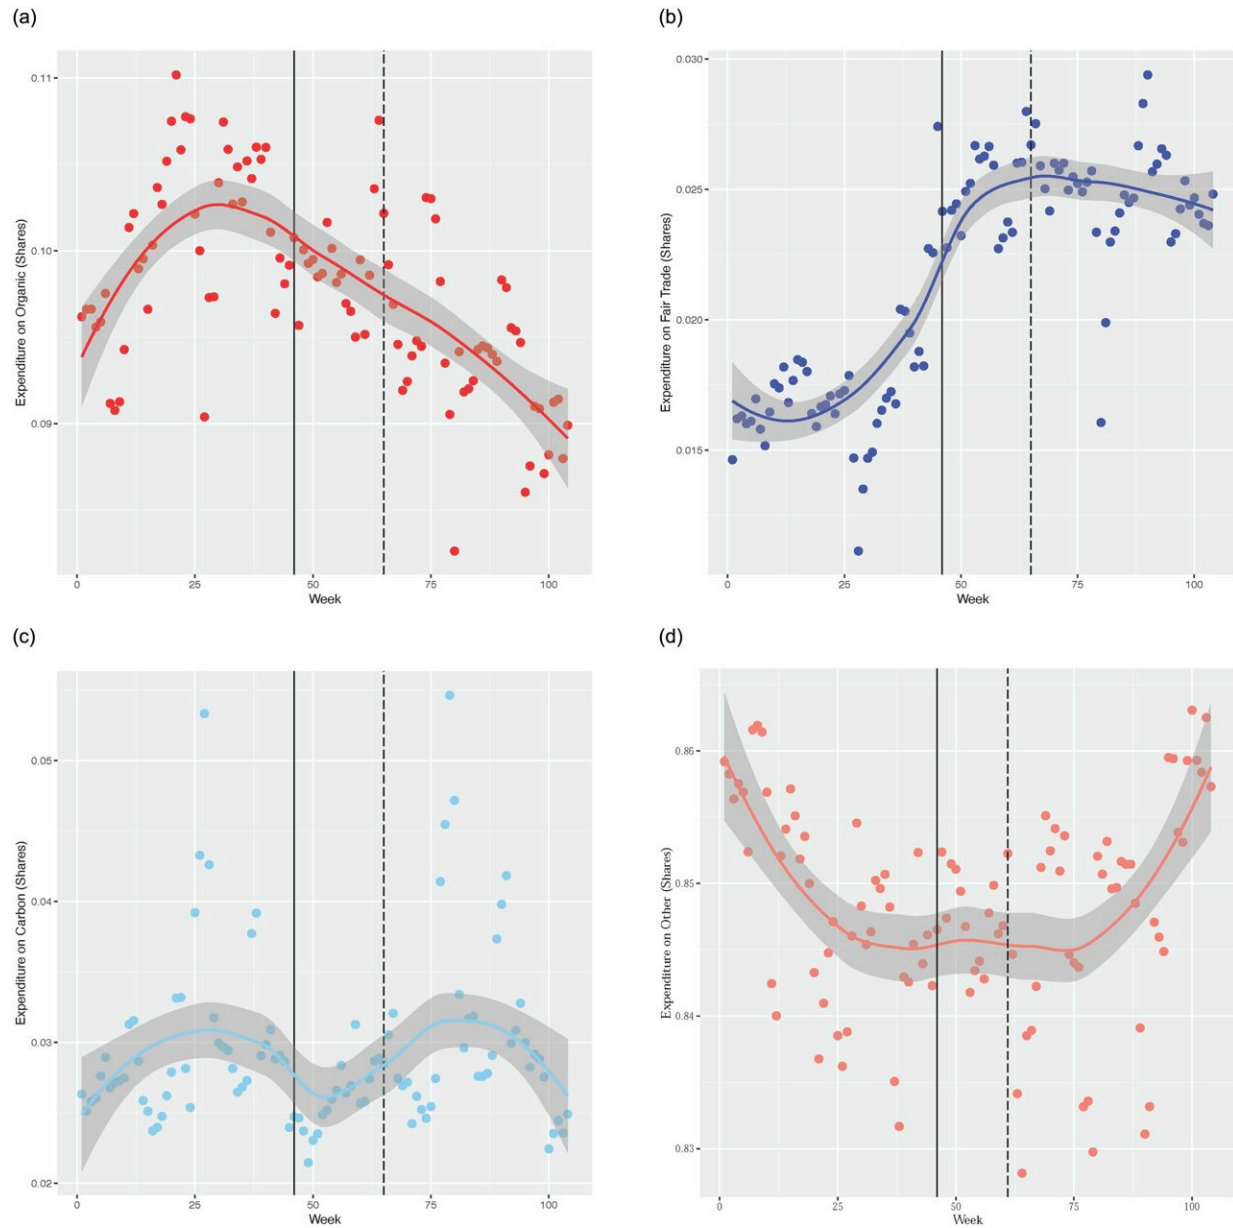 (a)
Expenditure on Organic (Shares)
0.11
0.10
0.09
0
25
50
75
100
Week
(b)
Expenditure on Fair Trade (Shares)
0.030
0.025
0.020
0.015
0
25
50
75
100
Week
(c)
Expenditure on Carbon (Shares)
0.05
0.04
0.03
0.02
0
25
50
75
100
Week
(d)
Expenditure on Other (Shares)
0.86
0.85
0.84
0.83
0
25
50
75
100
Week